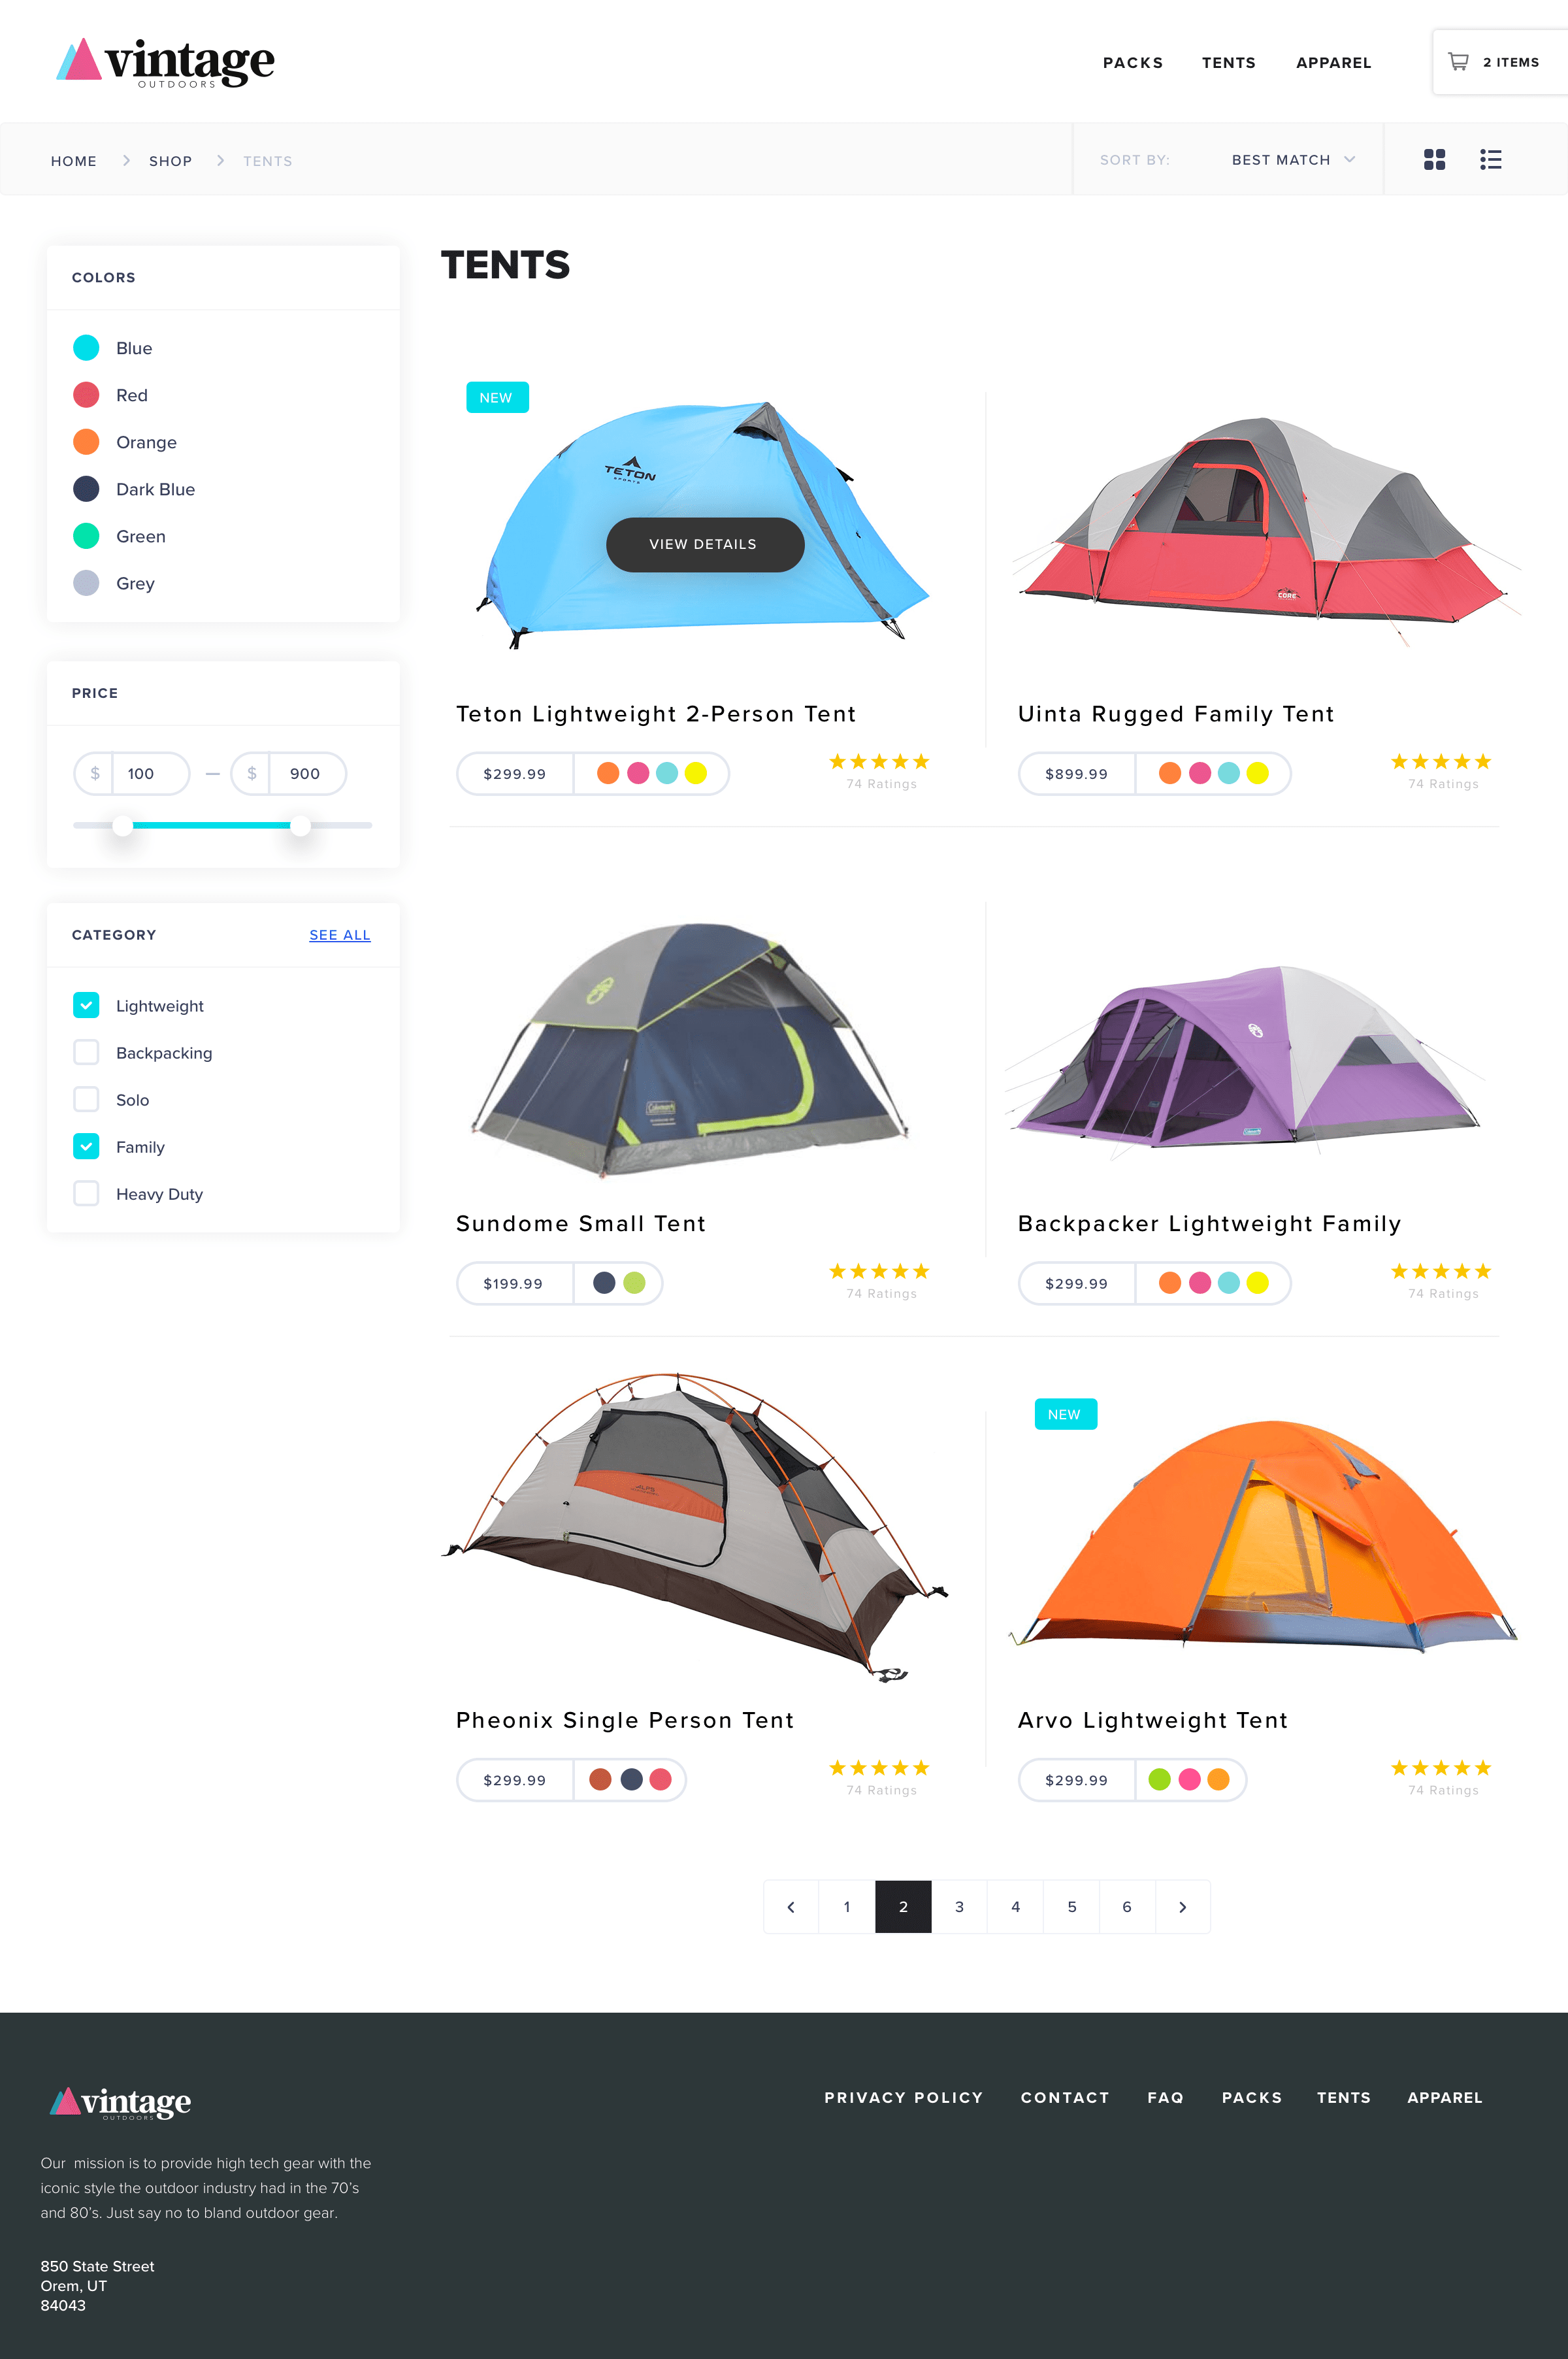 vintage
OUTDOORS
PACKS
TENTS
APPAREL
2 ITEMS
HOME
SHOP
TENTS
SORT BY:
BEST MATCH
COLORS
Blue
Red
Orange
Dark Blue
Green
Grey
PRICE
$ 100
$ 900
CATEGORY
SEE ALL
Lightweight
Backpacking
Solo
Family
Heavy Duty
TENTS
NEW
TETON
SPORTS
VIEW DETAILS
Teton Lightweight 2-Person Tent
$299.99
74 Ratings
CORE
Uinta Rugged Family Tent
$899.99
74 Ratings
Coleman
Sundome Small Tent
$199.99
74 Ratings
Backpacker Lightweight Family
$299.99
74 Ratings
ALPS
Pheonix Single Person Tent
$299.99
74 Ratings
NEW
Arvo Lightweight Tent
$299.99
74 Ratings
1
2
3
4
5
6
vintage
OUTDOORS
PRIVACY POLICY
CONTACT
FAQ
PACKS
TENTS
APPAREL
Our mission is to provide high tech gear with the
iconic style the outdoor industry had in the 70’s
and 80’s. Just say no to bland outdoor gear.
850 State Street
Orem, UT
84043